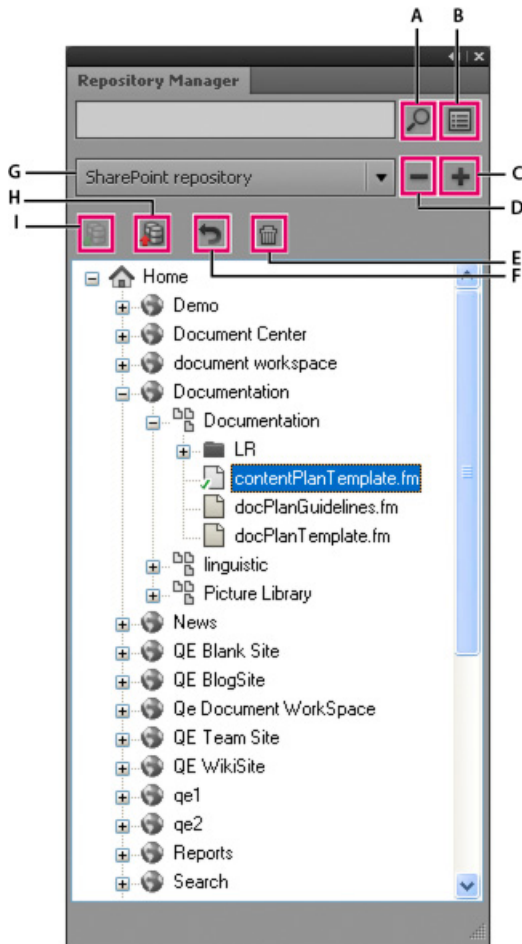 A
B
Repository Manager
G
SharePoint repository
C
H
D
I
E
F
Home
Demo
Document Center
document workspace
Documentation
Documentation
LR
contentPlanTemplate.fm
docPlanGuidelines.fm
docPlanTemplate.fm
linguistic
Picture Library
News
QE Blank Site
QE BlogSite
Qe Document WorkSpace
QE Team Site
QE WikiSite
qe1
qe2
Reports
Search